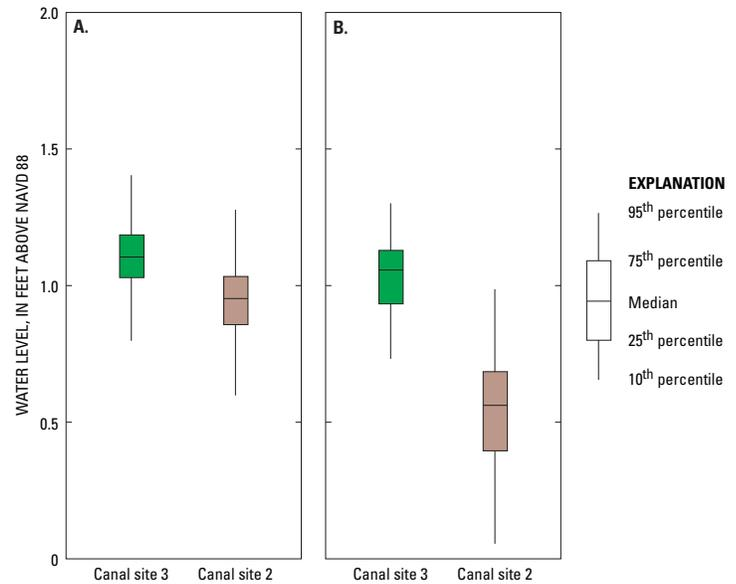 2.0
A.
B.
1.5
1.0
0.5
0
WATER LEVEL, IN FEET ABOVE NAVD 88
Canal site 3
Canal site 2
Canal site 3
Canal site 2
EXPLANATION
95th percentile
75th percentile
Median
25th percentile
10th percentile